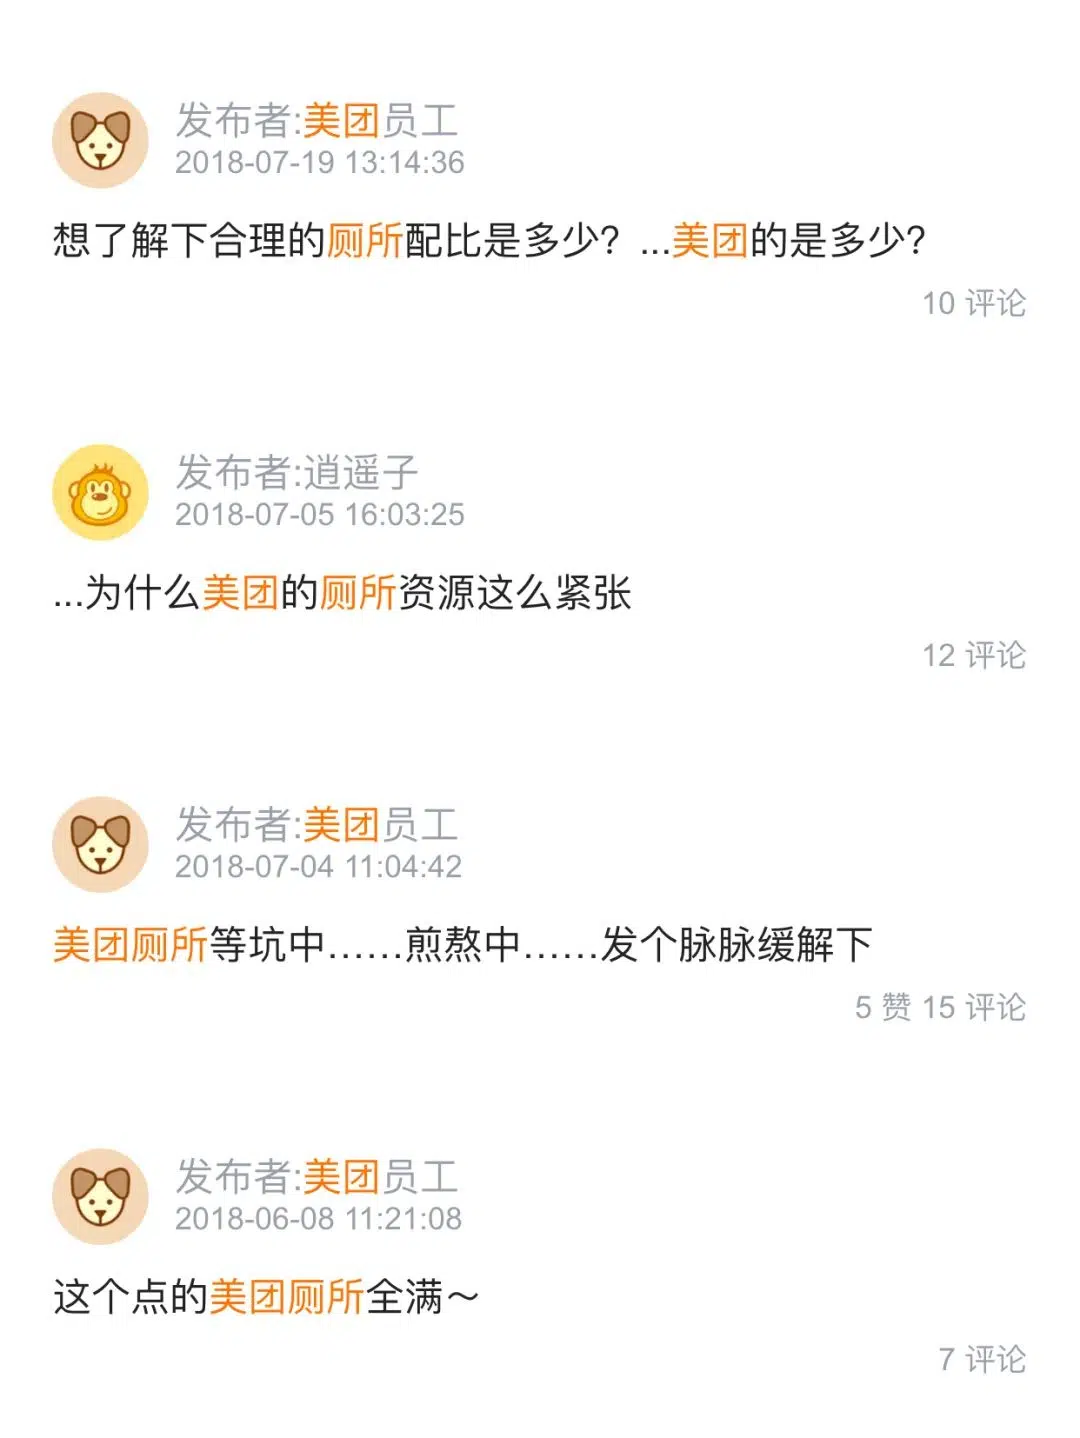 发布者:美团员工
2018-07-19 13:14:36
想了解下合理的厕所配比是多少？...美团的是多少？
10 评论
发布者:逍遥子
2018-07-05 16:03:25
...为什么美团的厕所资源这么紧张
12 评论
发布者:美团员工
2018-07-04 11:04:42
美团厕所等坑中……煎熬中……发个脉脉缓解下
5 赞 15 评论
发布者:美团员工
2018-06-08 11:21:08
这个点的美团厕所全满～
7 评论